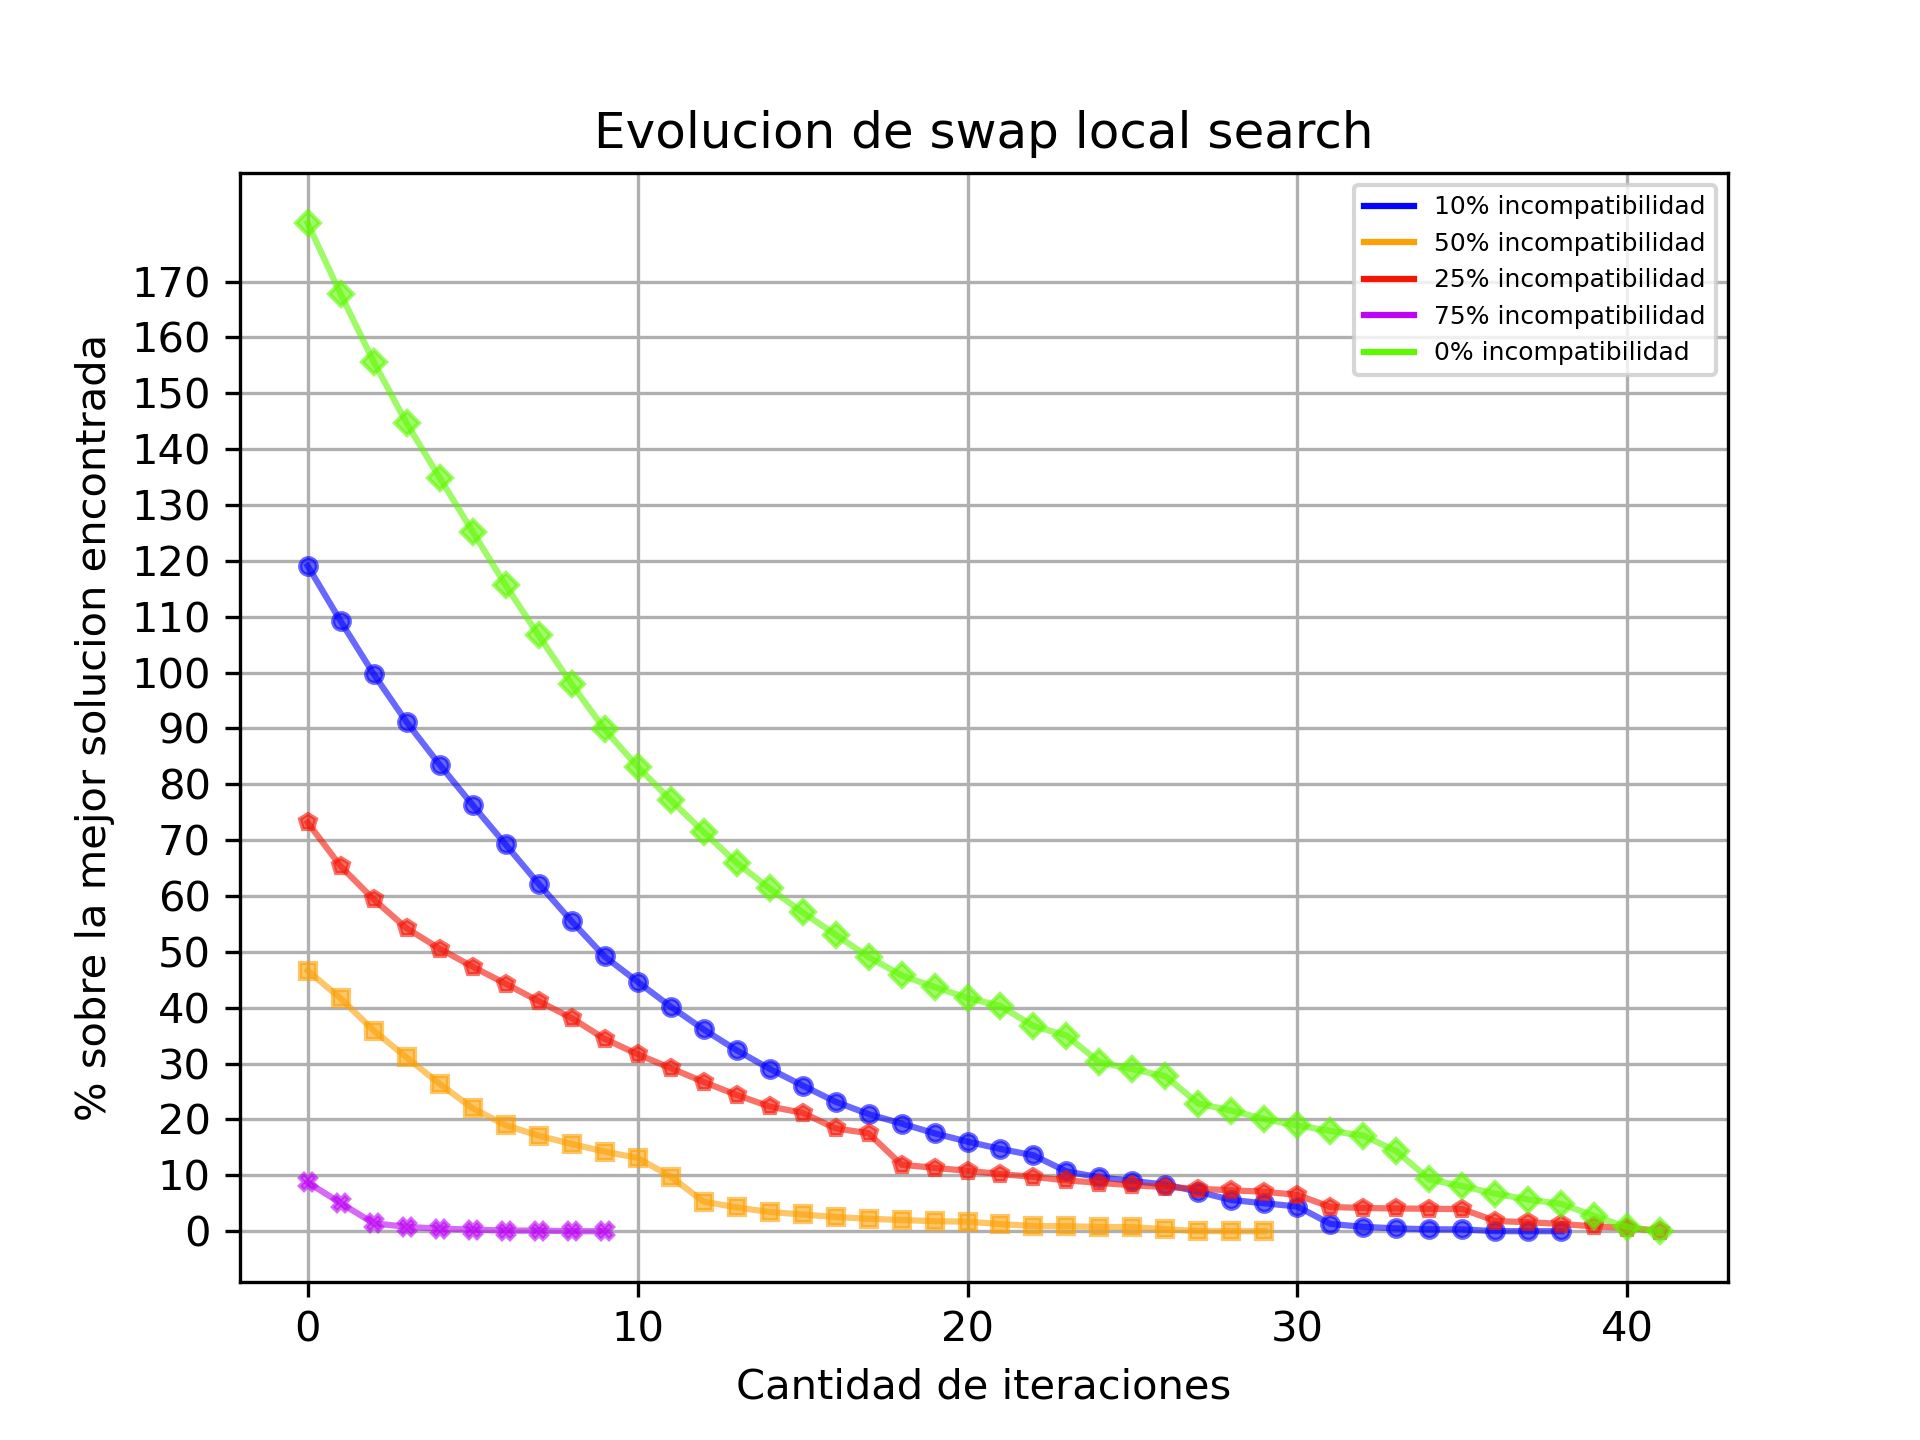 Evolucion de swap local search
10% incompatibilidad
50% incompatibilidad
25% incompatibilidad
75% incompatibilidad
0% incompatibilidad
% sobre la mejor solucion encontrada
170
160
150
140
130
120
110
100
90
80
70
60
50
40
30
20
10
0
0 10 20 30 40
Cantidad de iteraciones